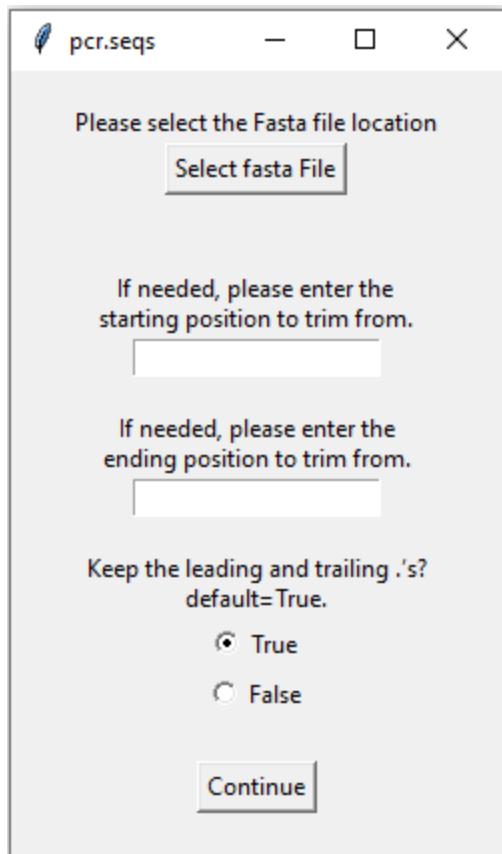 pcr.seqs
Please select the Fasta file location
Select fasta File
If needed, please enter the
starting position to trim from.
If needed, please enter the
ending position to trim from.
Keep the leading and trailing .'s?
default=True.
True
False
Continue